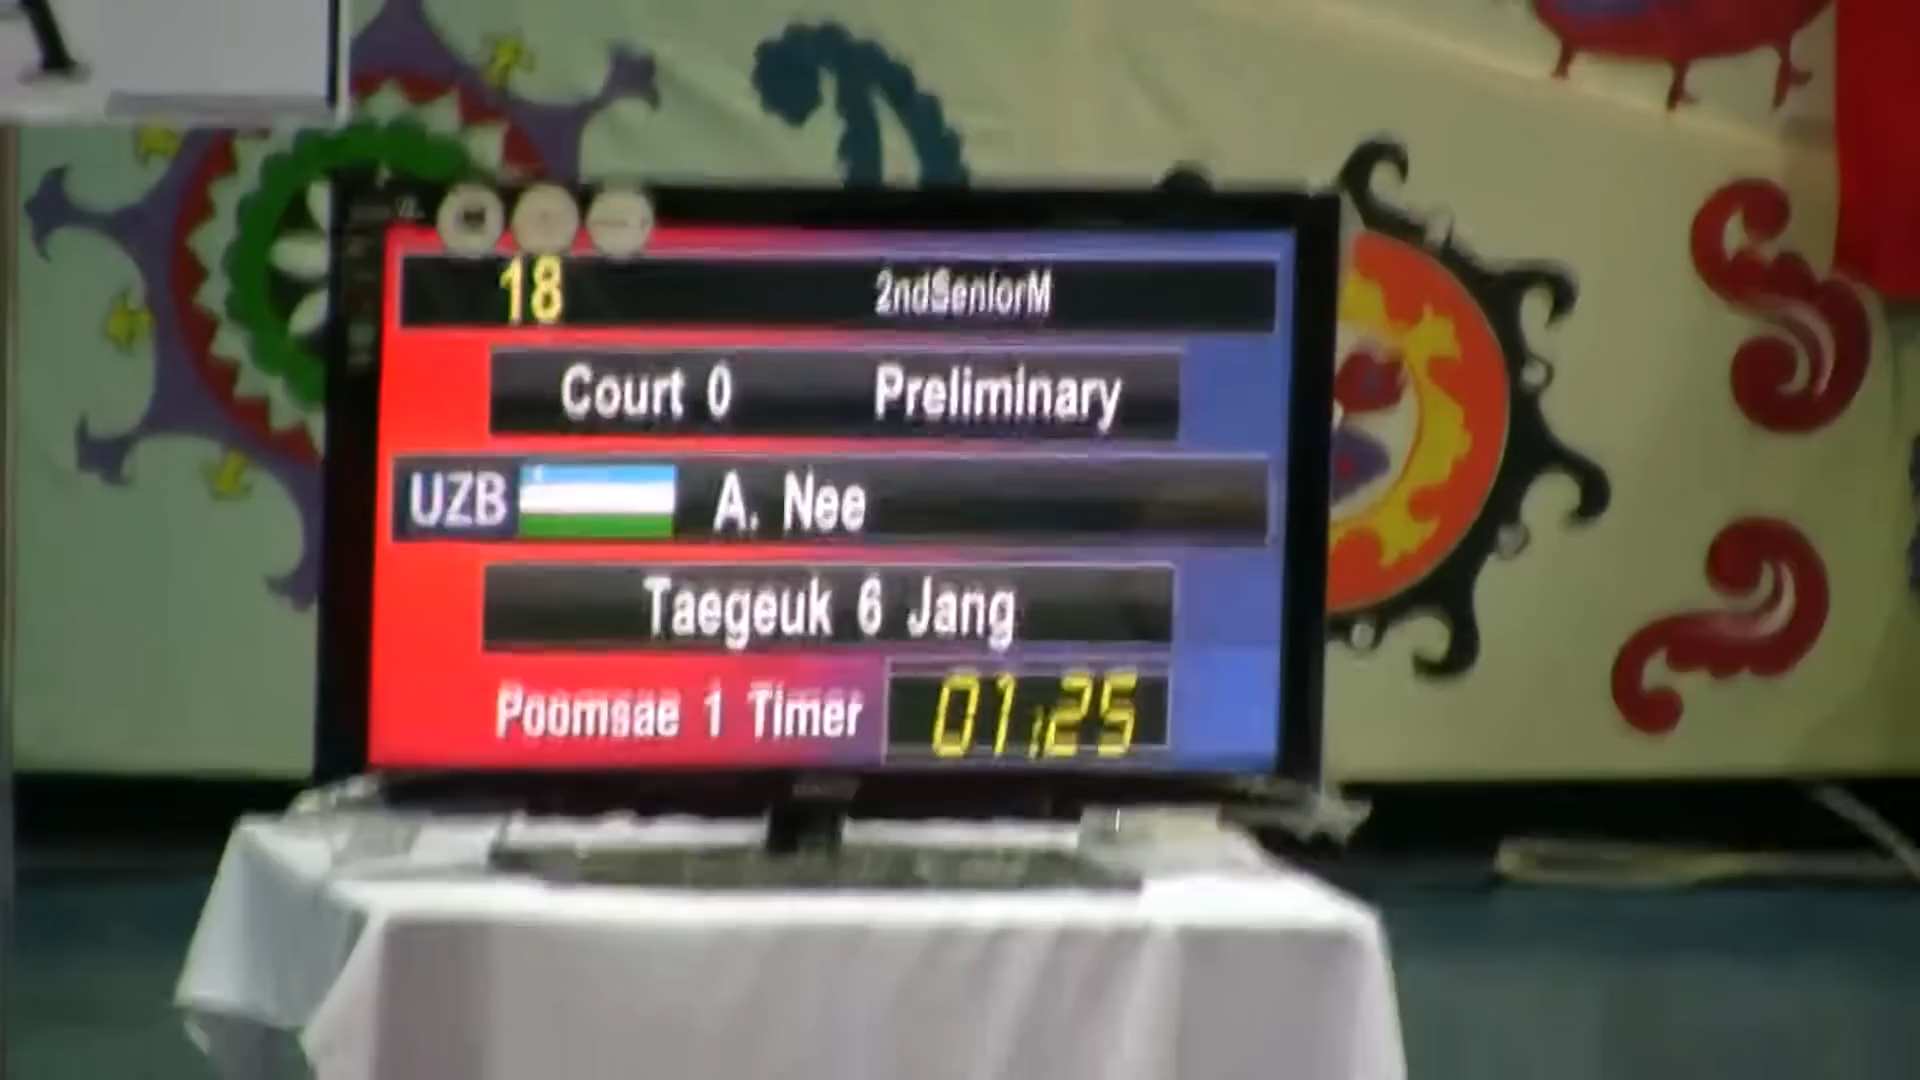 18 2ndSeniorM
Court 0 Preliminary
UZB A. Nee
Taegeuk 6 Jang
Poomsae 1 Timer 01:25